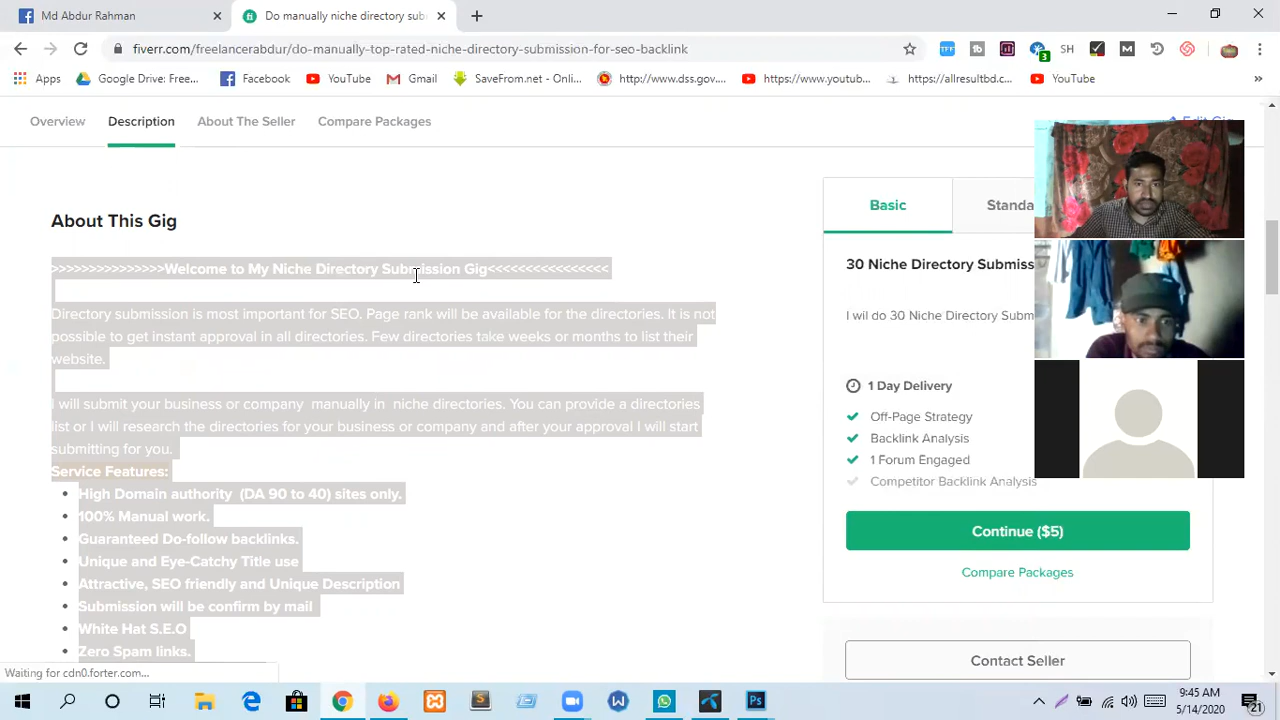 Md Abdur Rahman
Do manually niche directory sub
fiverr.com/freelancerabdur/do-manually-top-rated-niche-directory-submission-for-seo-backlink
TFF
SH
3
M
Apps
Google Drive: Free...
Facebook
YouTube
Gmail
SaveFrom.net - Onli...
http://www.dss.gov....
https://www.youtub...
https://allresultbd.c...
YouTube
»
Overview
Description
About The Seller
Compare Packages
Edit Gig
About This Gig
>>>>>>>>>>>>>>>Welcome to My Niche Directory Submission Gig<<<<<<<<<<<<<<<<
Directory submission is most important for SEO. Page rank will be available for the directories. It is not
possible to get instant approval in all directories. Few directories take weeks or months to list their
website.
I will submit your business or company manually in niche directories. You can provide a directories
list or I will research the directories for your business or company and after your approval I will start
submitting for you.
Service Features:
• High Domain authority (DA 90 to 40) sites only.
• 100% Manual work.
• Guaranteed Do-follow backlinks.
• Unique and Eye-Catchy Title use
• Attractive, SEO friendly and Unique Description
• Submission will be confirm by mail
• White Hat S.E.O
• Zero Spam links.
Basic
Standa
30 Niche Directory Submiss
I wil do 30 Niche Directory Subm
1 Day Delivery
Off-Page Strategy
Backlink Analysis
1 Forum Engaged
Competitor Backlink Analysis
Continue ($5)
Compare Packages
Contact Seller
Waiting for cdn0.forter.com...
Ps
9:45 AM
5/14/2020
21